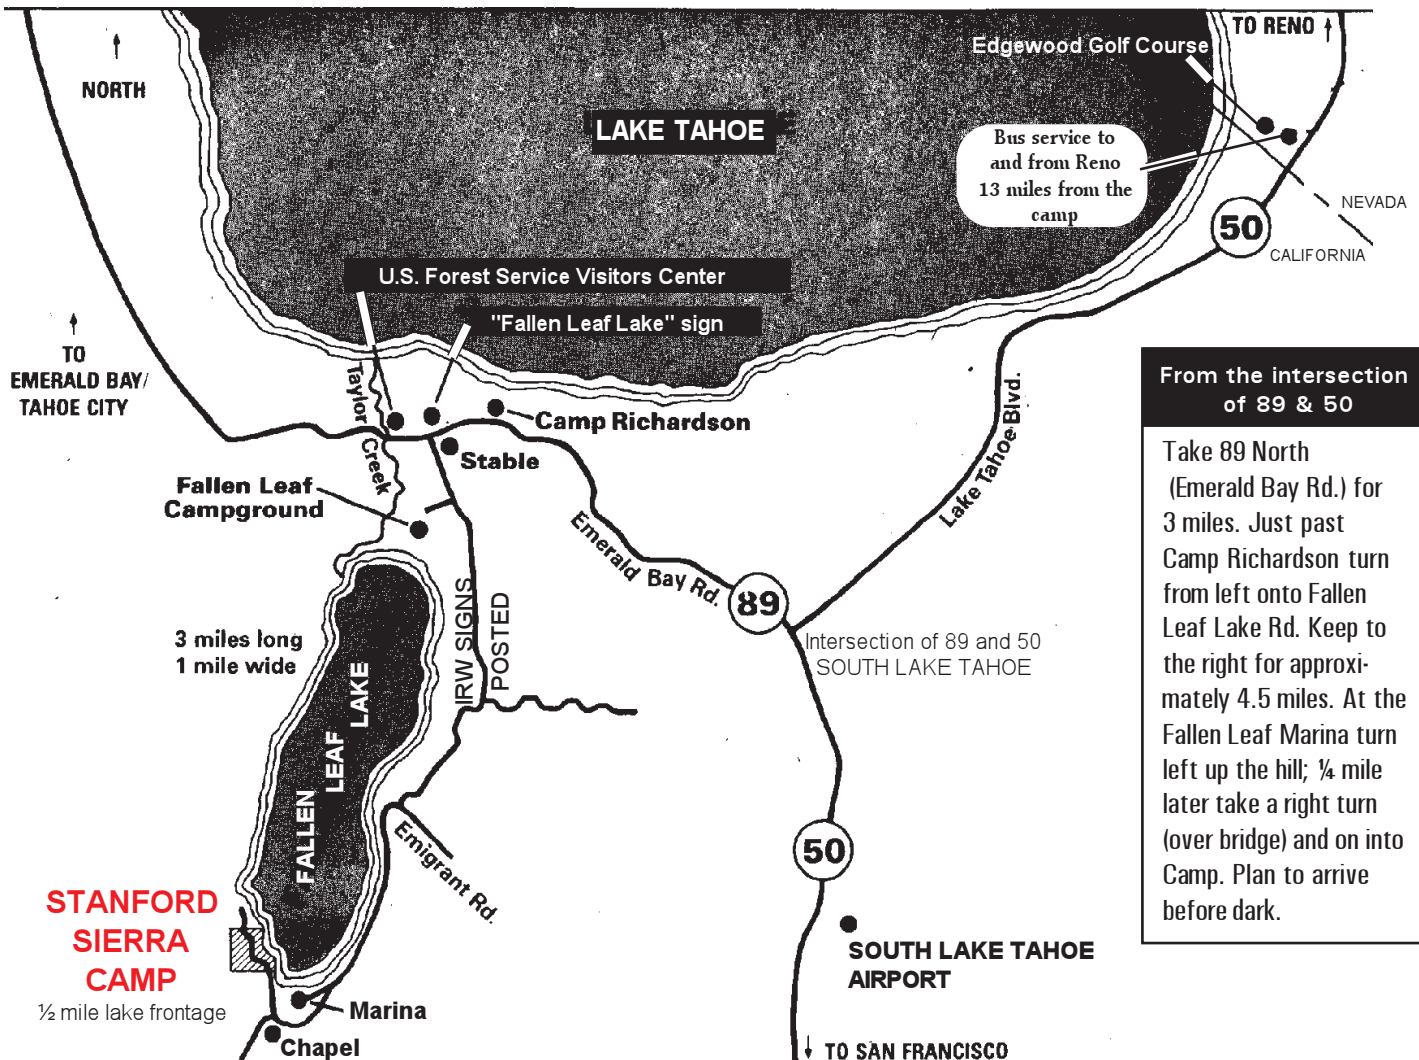 TO RENO
Edgewood Golf Course
NORTH
LAKE TAHOE
Bus service to
and from Reno
13 miles from the
camp
NEVADA
50
CALIFORNIA
U.S. Forest Service Visitors Center
"Fallen Leaf Lake" sign
TO
EMERALD BAY/
TAHOE CITY
Taylor Creek
Camp Richardson
Stable
Fallen Leaf
Campground
Lake Tahoe Blvd.
Emerald Bay Rd.
89
IRW SIGNS
POSTED
Intersection of 89 and 50
SOUTH LAKE TAHOE
3 miles long
1 mile wide
FALLEN LEAF LAKE
Emigrant Rd.
50
STANFORD
SIERRA
CAMP
½ mile lake frontage
SOUTH LAKE TAHOE
AIRPORT
Marina
Chapel
TO SAN FRANCISCO
From the intersection
of 89 & 50
Take 89 North
(Emerald Bay Rd.) for
3 miles. Just past
Camp Richardson turn
from left onto Fallen
Leaf Lake Rd. Keep to
the right for approxi-
mately 4.5 miles. At the
Fallen Leaf Marina turn
left up the hill; ¼ mile
later take a right turn
(over bridge) and on into
Camp. Plan to arrive
before dark.